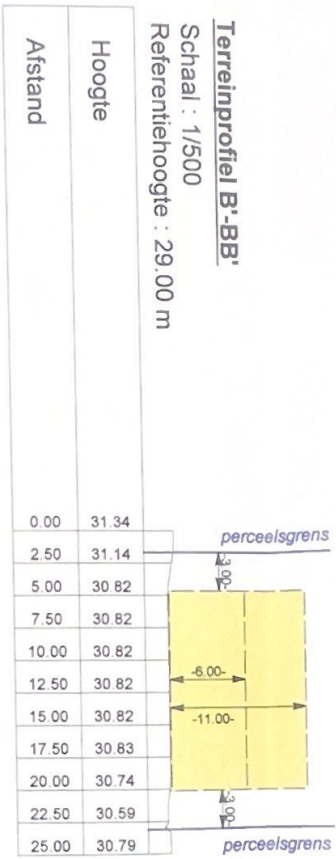 Terreinprofiel B'-BB'
Schaal : 1/500
Referentiehoogte : 29.00 m
perceelsgrens
perceelsgrens
-3.00-
-3.00-
-6.00-
-11.00-
Hoogte 31.34 31.14 30.82 30.82 30.82 30.82 30.82 30.83 30.74 30.59 30.79
Afstand 0.00 2.50 5.00 7.50 10.00 12.50 15.00 17.50 20.00 22.50 25.00